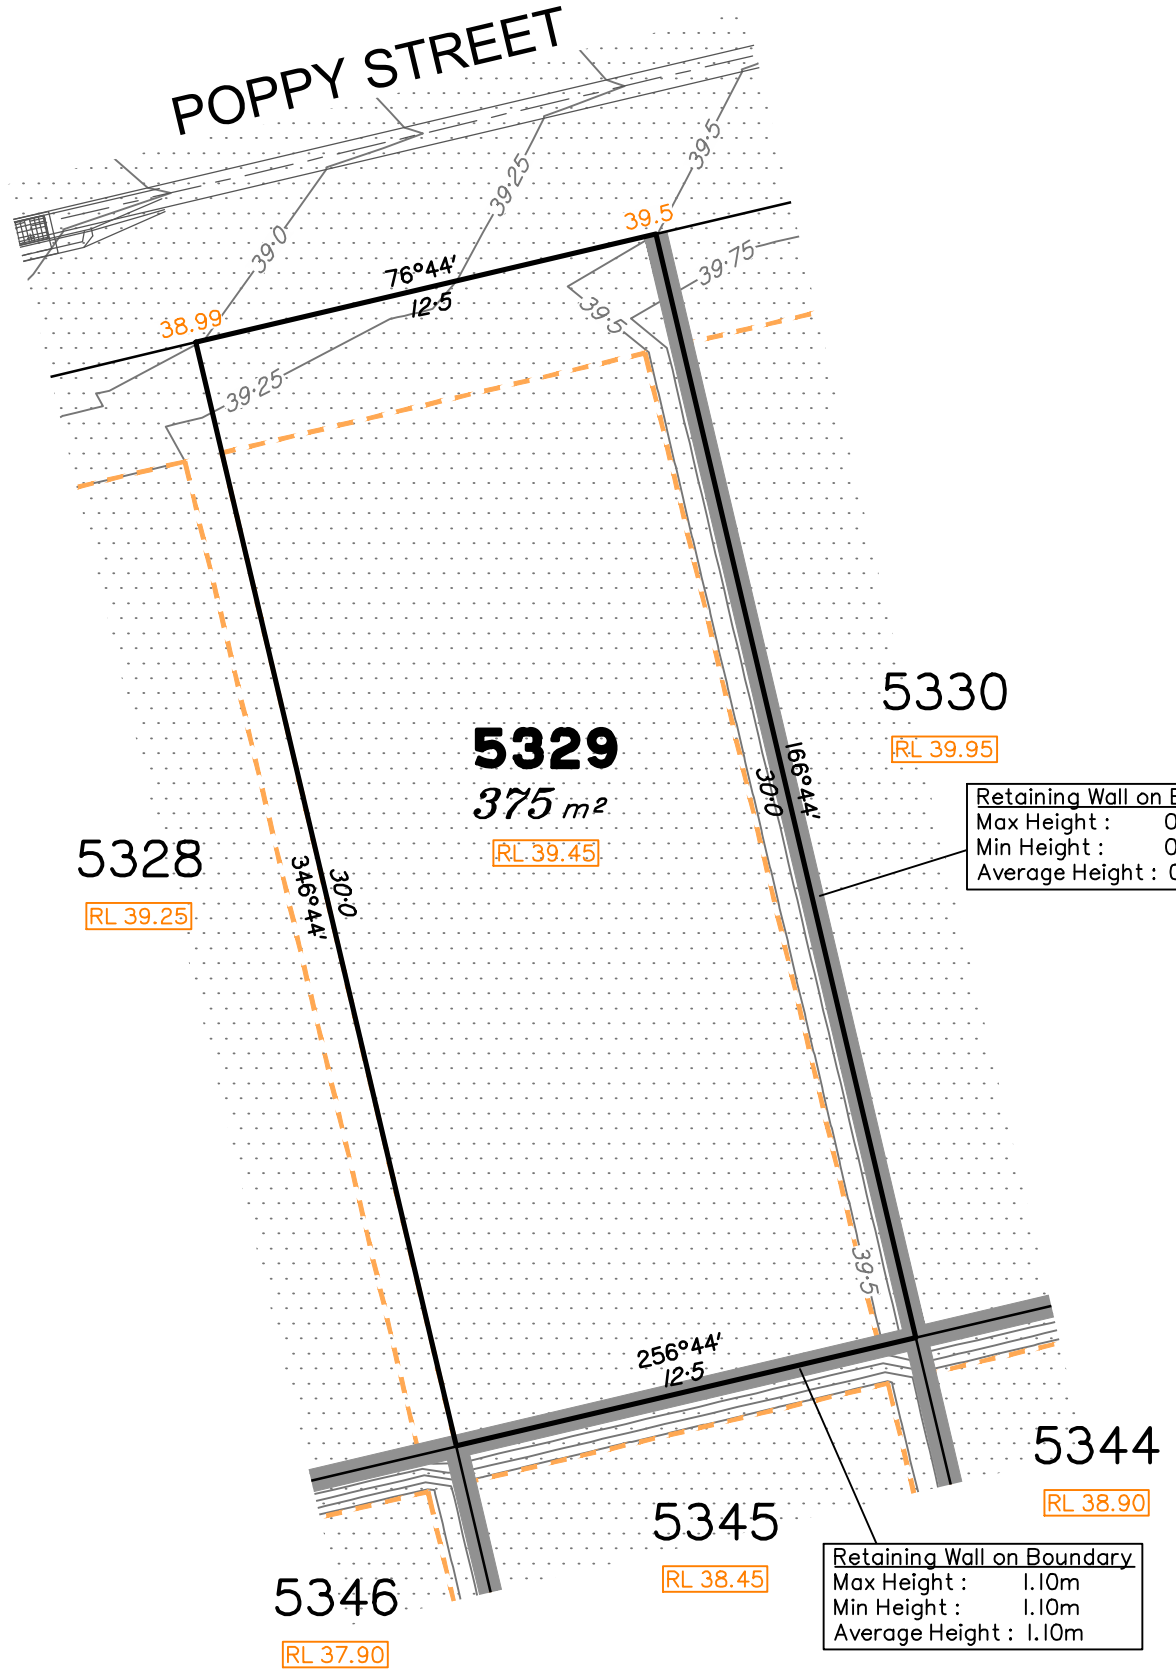 POPPY STREET
39·5
39·25
39·0
39.5
38.99
76°44'
12·5
39·75
39·5
39·25
5330
RL 39.95
5329
375 m²
RL 39.45
166°44'
30·0
Retaining Wall on B
Max Height : 0
Min Height : 0
Average Height : 0
5328
RL 39.25
346°44'
30·0
39·5
256°44'
12·5
5344
RL 38.90
5345
RL 38.45
Retaining Wall on Boundary
Max Height : 1.10m
Min Height : 1.10m
Average Height : 1.10m
5346
RL 37.90